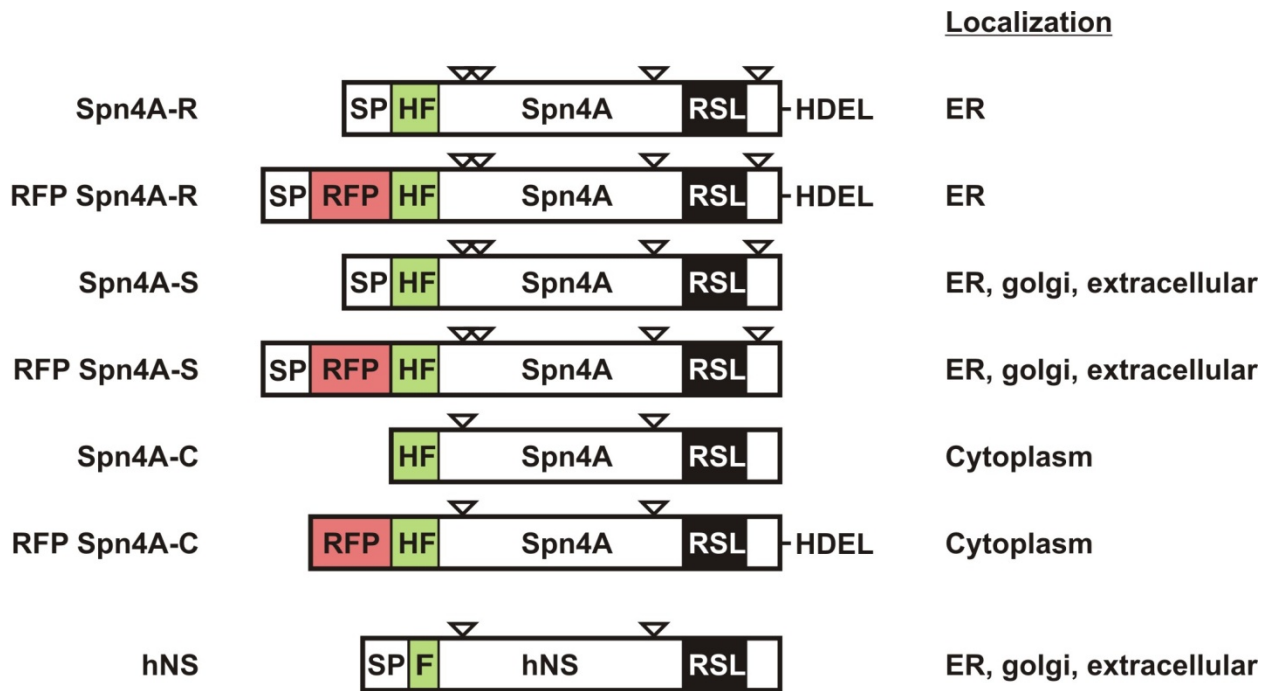 Localization
Spn4A-R SP HF Spn4A RSL -HDEL ER
RFP Spn4A-R SP RFP HF Spn4A RSL -HDEL ER
Spn4A-S SP HF Spn4A RSL ER, golgi, extracellular
RFP Spn4A-S SP RFP HF Spn4A RSL ER, golgi, extracellular
Spn4A-C HF Spn4A RSL Cytoplasm
RFP Spn4A-C RFP HF Spn4A RSL -HDEL Cytoplasm
hNS SP F hNS RSL ER, golgi, extracellular